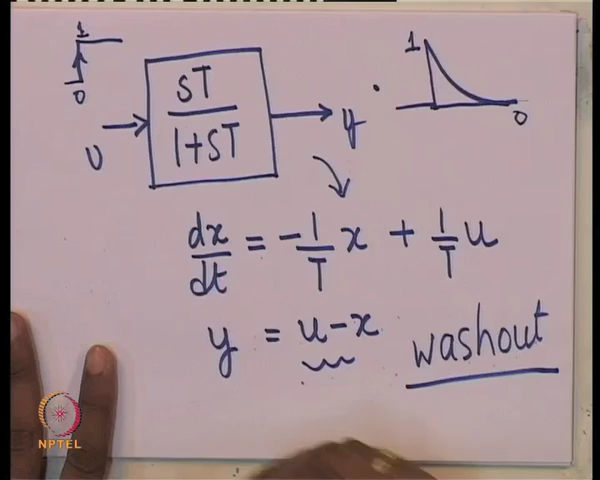 1
0
U
sT
1+sT
y
1
0
dx/dt = -1/T x + 1/T u
y = u-x
washout
NPTEL